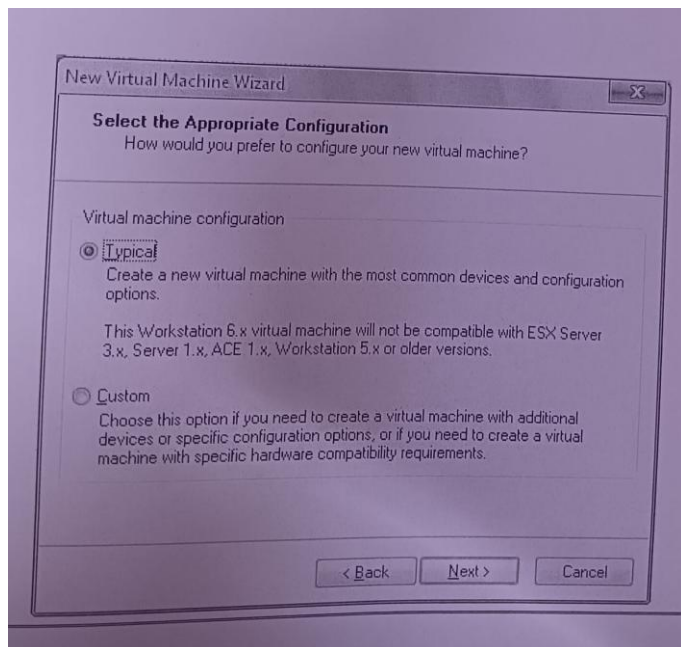 New Virtual Machine Wizard
Select the Appropriate Configuration
How would you prefer to configure your new virtual machine?
Virtual machine configuration
Typical
Create a new virtual machine with the most common devices and configuration
options.
This Workstation 6.x virtual machine will not be compatible with ESX Server
3.x, Server 1.x, ACE 1.x, Workstation 5.x or older versions.
Custom
Choose this option if you need to create a virtual machine with additional
devices or specific configuration options, or if you need to create a virtual
machine with specific hardware compatibility requirements.
< Back Next > Cancel